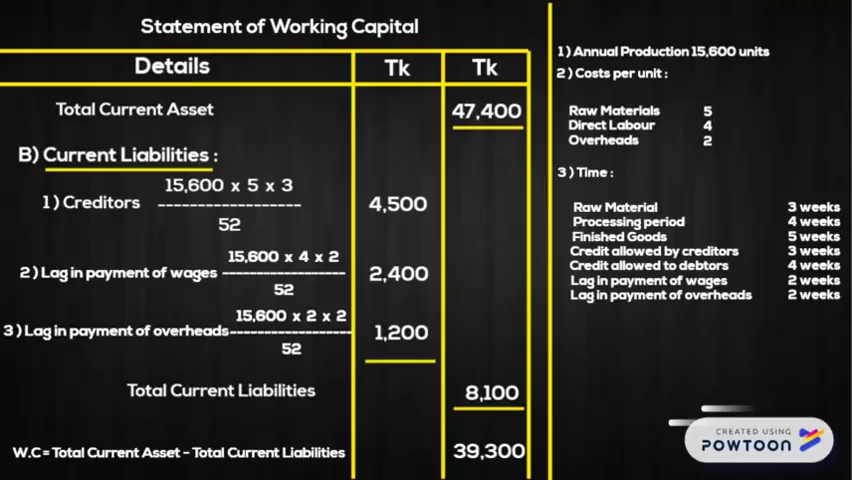 Statement of Working Capital
Details Tk Tk
Total Current Asset 47,400
B) Current Liabilities :
15,600 x 5 x 3
1 ) Creditors -------------------- 4,500
52
15,600 x 4 x 2
2 ) Lag in payment of wages -------------------- 2,400
52
15,600 x 2 x 2
3 ) Lag in payment of overheads -------------------- 1,200
52
Total Current Liabilities 8,100
W.C = Total Current Asset - Total Current Liabilities 39,300
1 ) Annual Production 15,600 units
2 ) Costs per unit :
Raw Materials 5
Direct Labour 4
Overheads 2
3 ) Time :
Raw Material 3 weeks
Processing period 4 weeks
Finished Goods 5 weeks
Credit allowed by creditors 3 weeks
Credit allowed to debtors 4 weeks
Lag in payment of wages 2 weeks
Lag in payment of overheads 2 weeks
CREATED USING
POWTOON